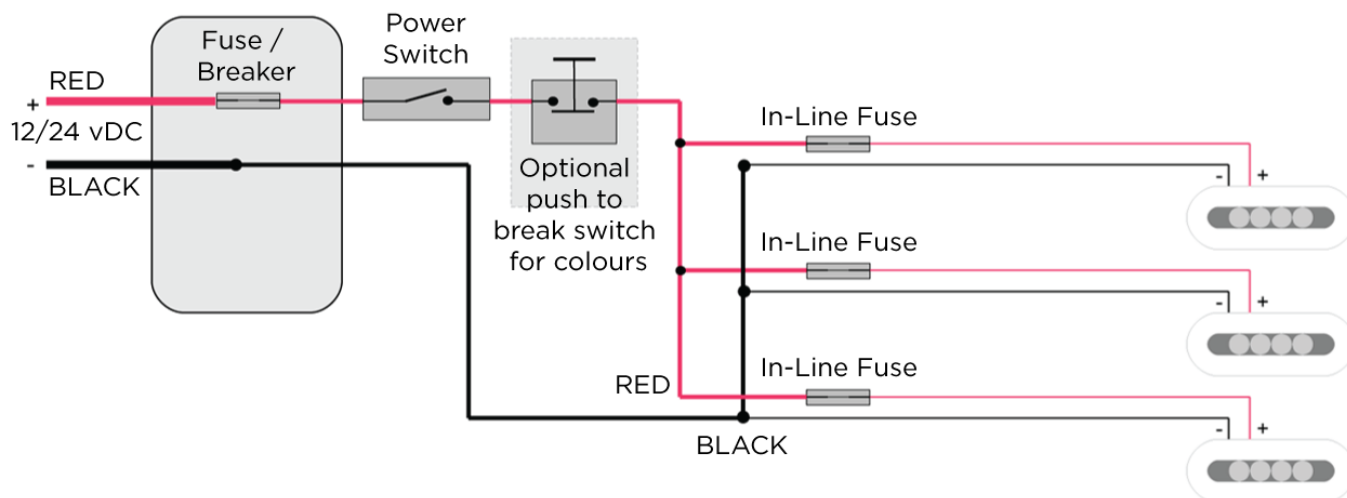 Fuse /
Breaker
Power
Switch
RED
+
12/24 vDC
-
BLACK
Optional
push to
break switch
for colours
In-Line Fuse
- +
In-Line Fuse
- +
In-Line Fuse
RED
- +
BLACK